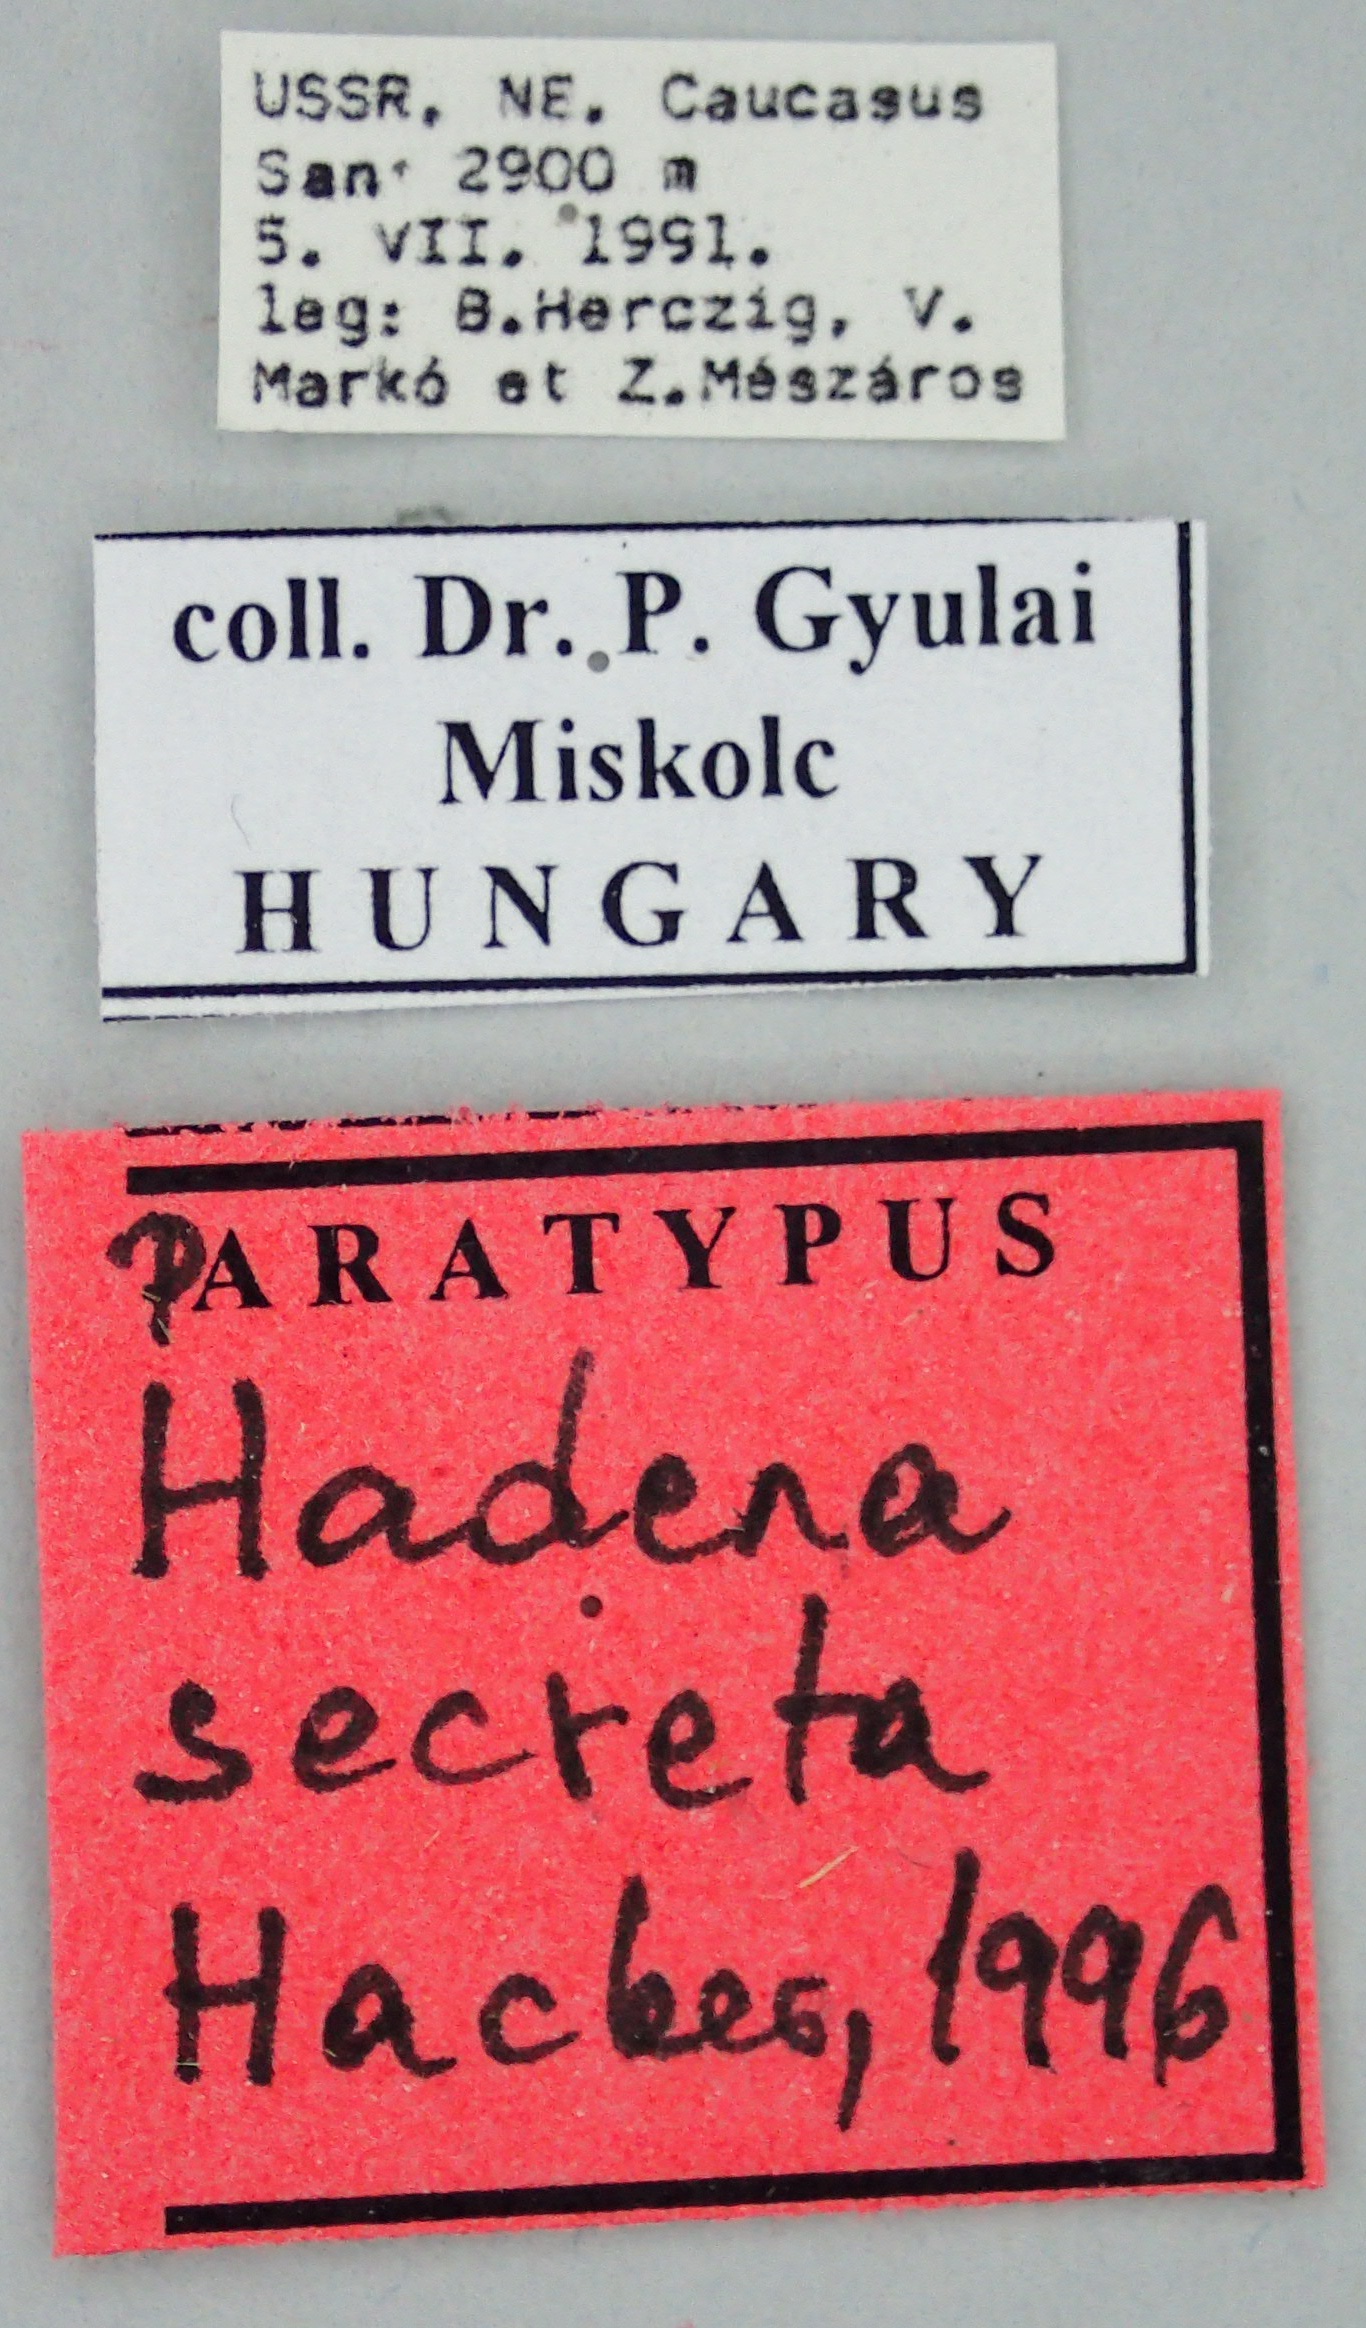 USSR, NE. Caucasus
San 2900 m
5. VII. 1991.
leg: B.Herczig, V.
Markó et Z.Mészáros
coll. Dr. P. Gyulai
Miskolc
HUNGARY
PARATYPUS
Hadena
secreta
Hacker, 1996